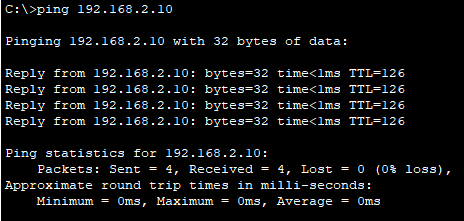 C:\>ping 192.168.2.10
Pinging 192.168.2.10 with 32 bytes of data:
Reply from 192.168.2.10: bytes=32 time<1ms TTL=126
Reply from 192.168.2.10: bytes=32 time<1ms TTL=126
Reply from 192.168.2.10: bytes=32 time<1ms TTL=126
Reply from 192.168.2.10: bytes=32 time<1ms TTL=126
Ping statistics for 192.168.2.10:
    Packets: Sent = 4, Received = 4, Lost = 0 (0% loss),
Approximate round trip times in milli-seconds:
    Minimum = 0ms, Maximum = 0ms, Average = 0ms